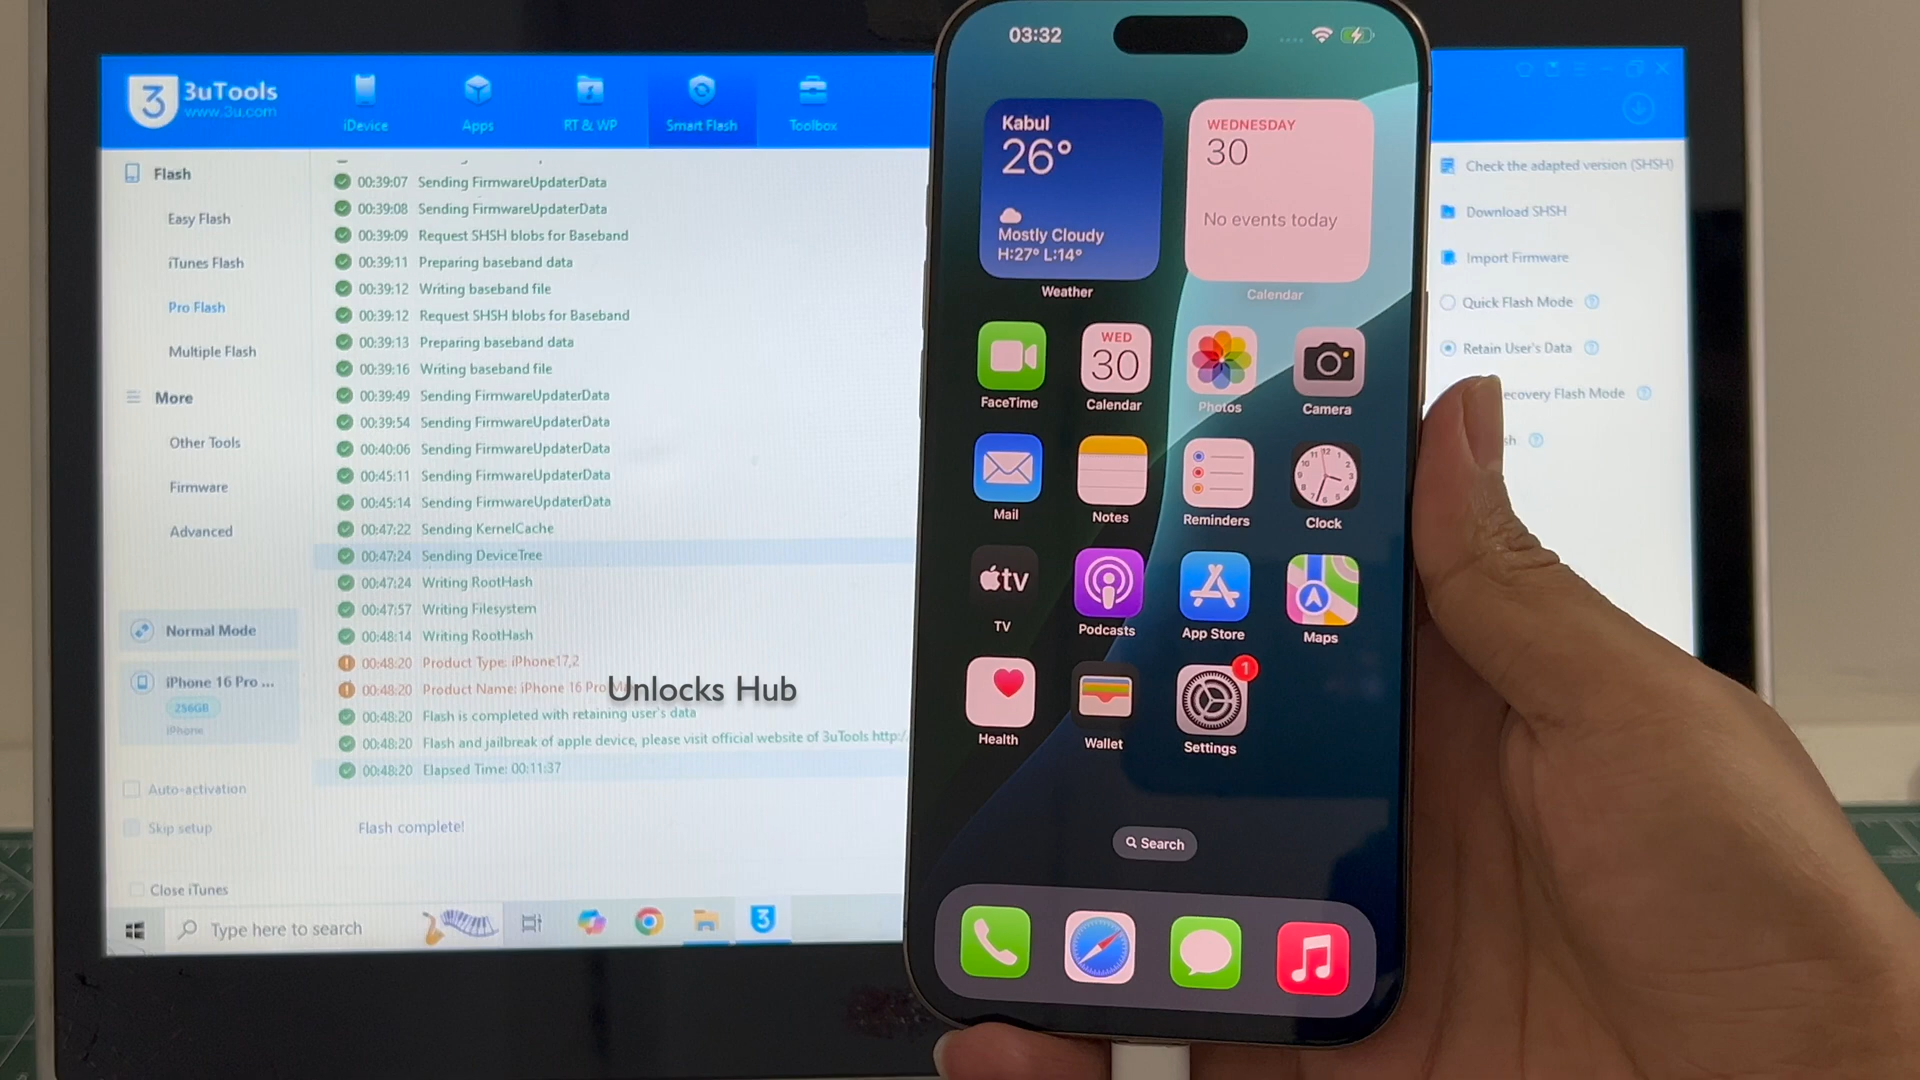 3uTools
www.3u.com
iDevice
Apps
RT & WP
Smart Flash
Toolbox
Flash
Easy Flash
iTunes Flash
Pro Flash
Multiple Flash
More
Other Tools
Firmware
Advanced
Normal Mode
iPhone 16 Pro ...
256GB
iPhone
Auto-activation
Skip setup
Close iTunes
00:39:07 Sending FirmwareUpdaterData
00:39:08 Sending FirmwareUpdaterData
00:39:09 Request SHSH blobs for Baseband
00:39:11 Preparing baseband data
00:39:12 Writing baseband file
00:39:12 Request SHSH blobs for Baseband
00:39:13 Preparing baseband data
00:39:16 Writing baseband file
00:39:49 Sending FirmwareUpdaterData
00:39:54 Sending FirmwareUpdaterData
00:40:06 Sending FirmwareUpdaterData
00:45:11 Sending FirmwareUpdaterData
00:45:14 Sending FirmwareUpdaterData
00:47:22 Sending KernelCache
00:47:24 Sending DeviceTree
00:47:24 Writing RootHash
00:47:57 Writing Filesystem
00:48:14 Writing RootHash
00:48:20 Product Type: iPhone17,2
00:48:20 Product Name: iPhone 16 Pro
Unlocks Hub
00:48:20 Flash is completed with retaining user's data
00:48:20 Flash and jailbreak of apple device, please visit official website of 3uTools http:/
00:48:20 Elapsed Time: 00:11:37
Flash complete!
Type here to search
03:32
Kabul
26°
Mostly Cloudy
H:27° L:14°
Weather
WEDNESDAY
30
No events today
Calendar
FaceTime
WED
30
Calendar
Photos
Camera
Mail
Notes
Reminders
Clock
tv
TV
Podcasts
App Store
Maps
Health
Wallet
1
Settings
Search
Check the adapted version (SHSH)
Download SHSH
Import Firmware
Quick Flash Mode
Retain User's Data
ecovery Flash Mode
sh